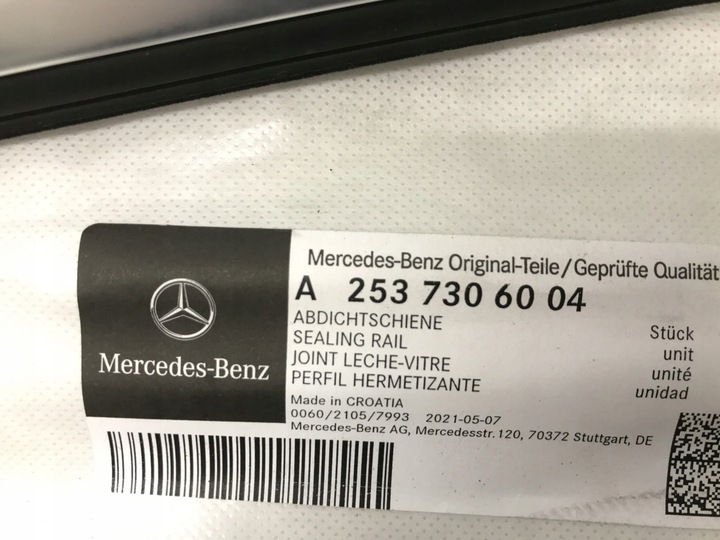 Mercedes-Benz Original-Teile/Geprüfte Qualität
A 253 730 60 04
ABDICHTSCHIENE
SEALING RAIL
JOINT LECHE-VITRE
PERFIL HERMETIZANTE
Stück
unit
unité
unidad
Made in CROATIA
0060/2105/7993 2021-05-07
Mercedes-Benz AG, Mercedesstr.120, 70372 Stuttgart, DE
Mercedes-Benz